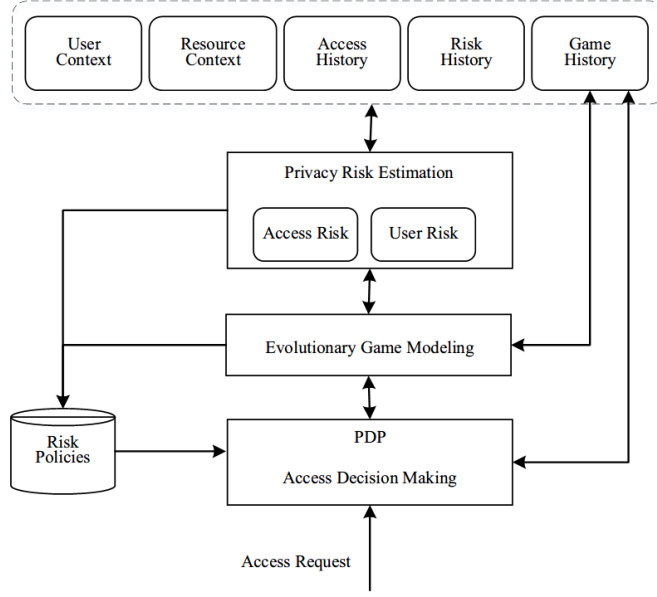 User
Context
Resource
Context
Access
History
Risk
History
Game
History
Privacy Risk Estimation
Access Risk
User Risk
Evolutionary Game Modeling
Risk
Policies
PDP
Access Decision Making
Access Request